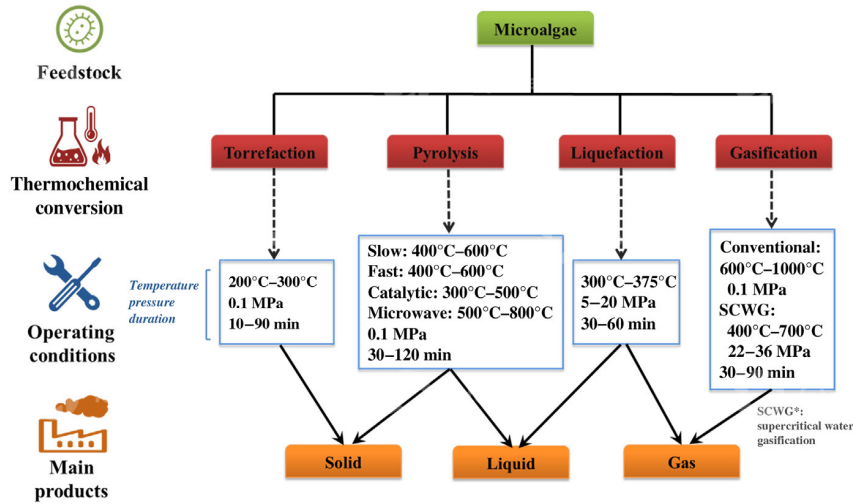 Microalgae
Feedstock
Torrefaction
Pyrolysis
Liquefaction
Gasification
Thermochemical
conversion
Temperature
pressure
duration
200°C–300°C
0.1 MPa
10–90 min
Slow: 400°C–600°C
Fast: 400°C–600°C
Catalytic: 300°C–500°C
Microwave: 500°C–800°C
0.1 MPa
30–120 min
300°C–375°C
5–20 MPa
30–60 min
Conventional:
600°C–1000°C
0.1 MPa
SCWG:
400°C–700°C
22–36 MPa
30–90 min
Operating
conditions
SCWG*:
supercritical water
gasification
Solid
Liquid
Gas
Main
products